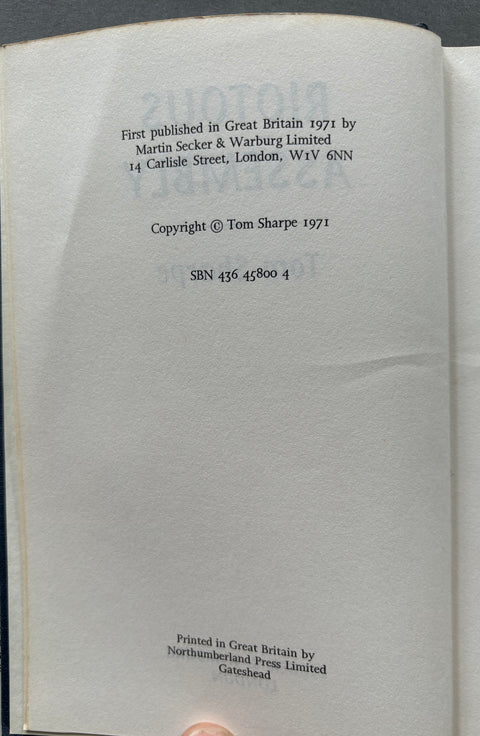 First published in Great Britain 1971 by
Martin Secker & Warburg Limited
14 Carlisle Street, London, W1V 6NN
Copyright © Tom Sharpe 1971
SBN 436 45800 4
Printed in Great Britain by
Northumberland Press Limited
Gateshead